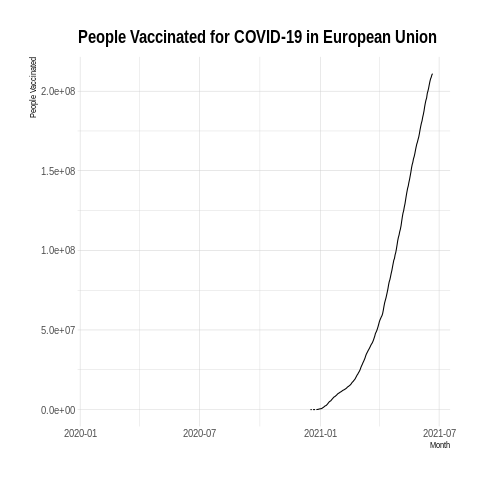 People Vaccinated for COVID-19 in European Union
People Vaccinated
2.0e+08
1.5e+08
1.0e+08
5.0e+07
0.0e+00
2020-01 2020-07 2021-01 2021-07
Month